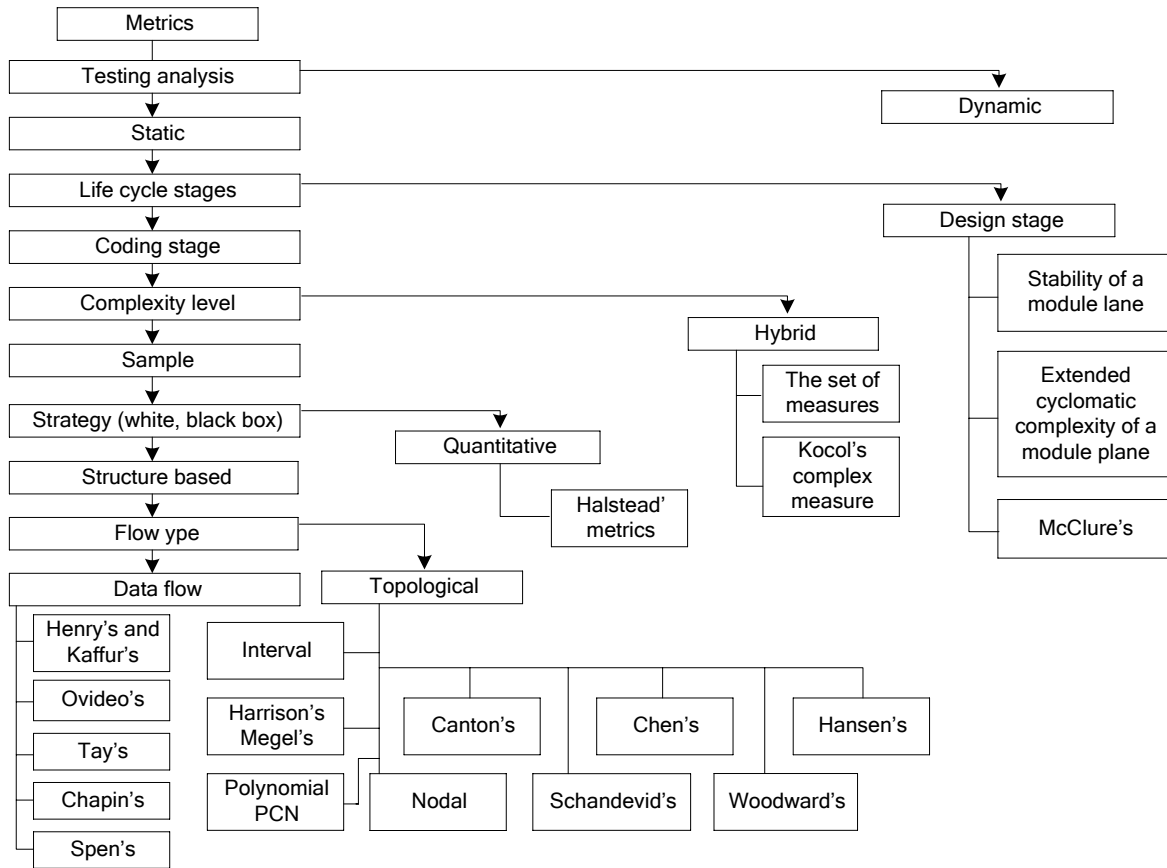 Metrics
Testing analysis
Dynamic
Static
Life cycle stages
Design stage
Coding stage
Stability of a
module lane
Complexity level
Hybrid
Sample
The set of
measures
Extended
cyclomatic
complexity of a
module plane
Strategy (white, black box)
Quantitative
Kocol's
complex
measure
Structure based
Halstead'
metrics
McClure's
Flow ype
Data flow
Topological
Henry's and
Kaffur's
Interval
Ovideo's
Harrison's
Megel's
Canton's
Chen's
Hansen's
Tay's
Polynomial
PCN
Nodal
Schandevid's
Woodward's
Chapin's
Spen's